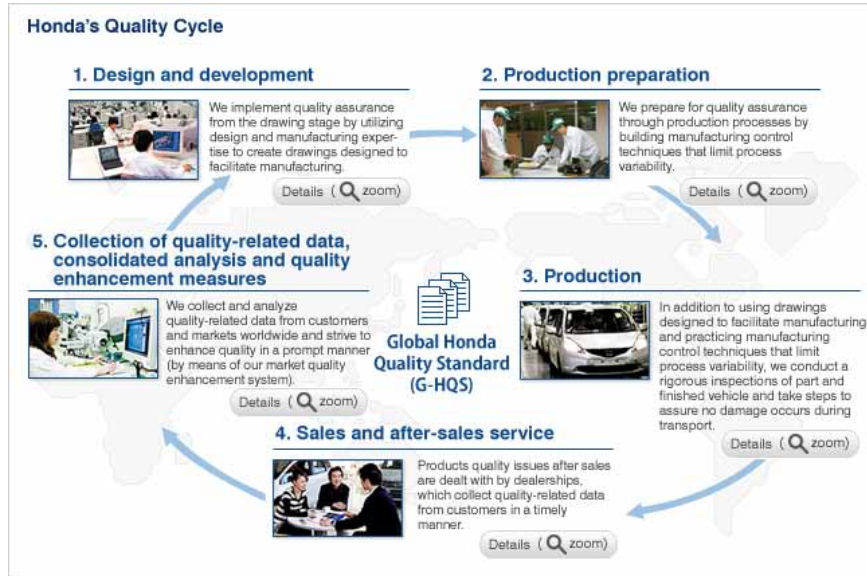 Honda's Quality Cycle
1. Design and development
We implement quality assurance
from the drawing stage by utilizing
design and manufacturing exper-
tise to create drawings designed to
facilitate manufacturing.
Details ( zoom)
2. Production preparation
We prepare for quality assurance
through production processes by
building manufacturing control
techniques that limit process
variability.
Details ( zoom)
3. Production
In addition to using drawings
designed to facilitate manufacturing
and practicing manufacturing
control techniques that limit
process variability, we conduct a
rigorous inspections of part and
finished vehicle and take steps to
assure no damage occurs during
transport.
Details ( zoom)
4. Sales and after-sales service
Products quality issues after sales
are dealt with by dealerships,
which collect quality-related data
from customers in a timely
manner.
Details ( zoom)
5. Collection of quality-related data,
consolidated analysis and quality
enhancement measures
We collect and analyze
quality-related data from customers
and markets worldwide and strive to
enhance quality in a prompt manner
(by means of our market quality
enhancement system).
Details ( zoom)
Global Honda
Quality Standard
(G-HQS)